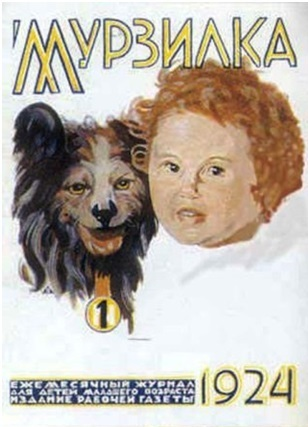 МУРЗИЛКА
1
ЕЖЕМЕСЯЧНЫЙ ЖУРНАЛ
ДЛЯ ДЕТЕЙ МЛАДШЕГО ВОЗРАСТА
ИЗДАНИЕ РАБОЧЕЙ ГАЗЕТЫ
1924